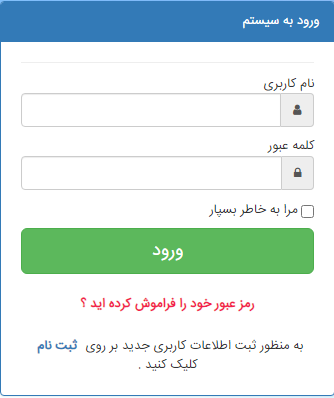 ورود به سیستم
نام کاربری
کلمه عبور
مرا به خاطر بسپار
ورود
رمز عبور خود را فراموش کرده اید ؟
به منظور ثبت اطلاعات کاربری جدید بر روی ثبت نام
کلیک کنید .